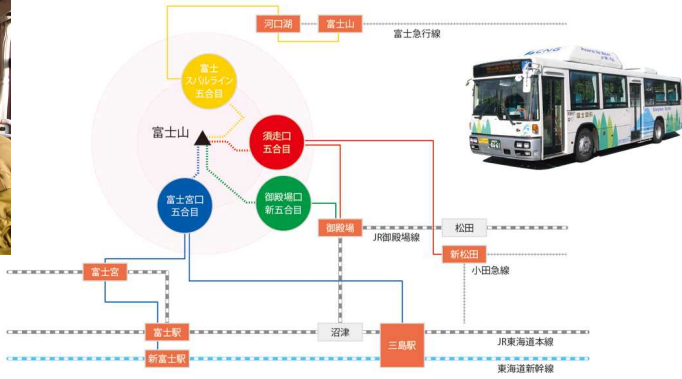 河口湖
富士山
富士急行線
富士
スバルライン
五合目
富士山
須走口
五合目
富士宮口
五合目
御殿場口
新五合目
御殿場
松田
JR御殿場線
新松田
小田急線
富士宮
富士駅
沼津
三島駅
JR東海道本線
新富士駅
東海道新幹線